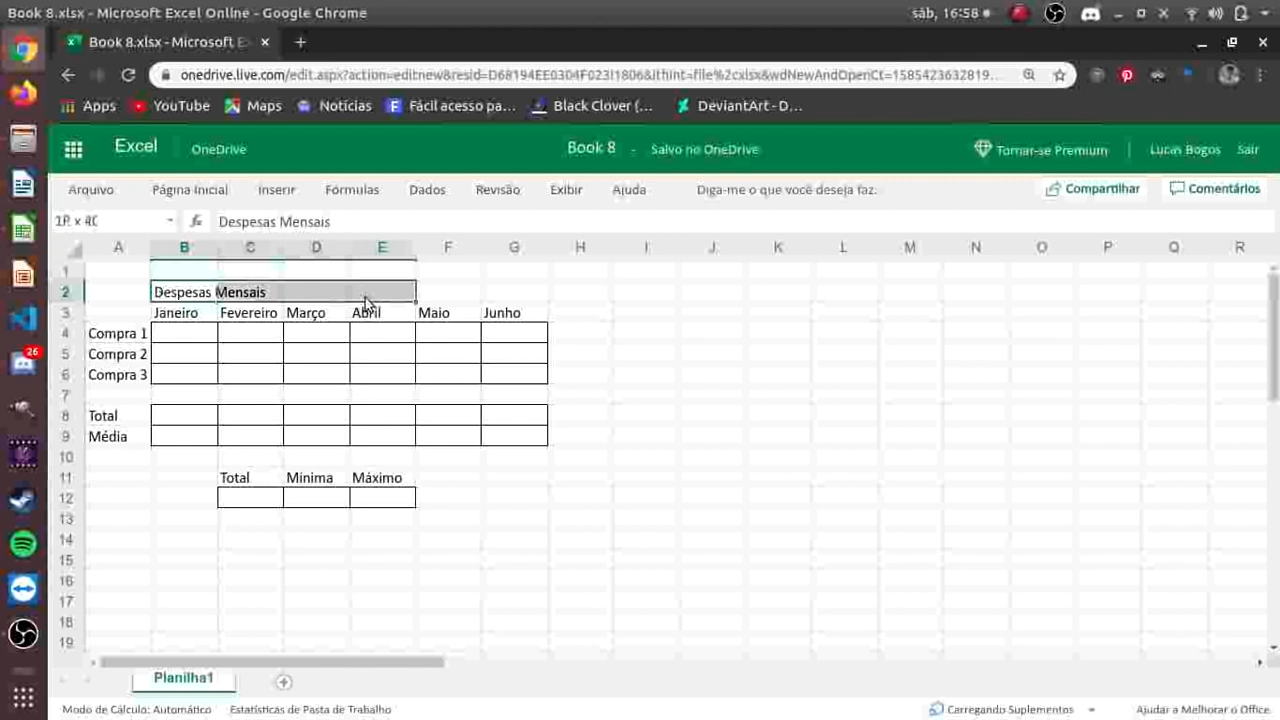 Book 8.xlsx - Microsoft Excel Online - Google Chrome
sáb, 16:58
Book 8.xlsx - Microsoft E
onedrive.live.com/edit.aspx?action=editnew&resid=D68194EE0304F023!1806&ithint=file%2cxlsx&wdNewAndOpenCt=1585423632819...
Apps YouTube Maps Notícias Fácil acesso pa... Black Clover (... DeviantArt - D...
Excel OneDrive Book 8 - Salvo no OneDrive Tornar-se Premium Lucas Bogos Sair
Arquivo Página Inicial Inserir Fórmulas Dados Revisão Exibir Ajuda Diga-me o que você deseja fazer. Compartilhar Comentários
1R x 4C fx Despesas Mensais
A B C D E F G H I J K L M N O P Q R
1
2 Despesas Mensais
3 Janeiro Fevereiro Março Abril Maio Junho
4 Compra 1
5 Compra 2
6 Compra 3
7
8 Total
9 Média
10
11 Total Mínima Máximo
12
13
14
15
16
17
18
19
26
Planilha1
Modo de Cálculo: Automático Estatísticas de Pasta de Trabalho Carregando Suplementos Ajudar a Melhorar o Office